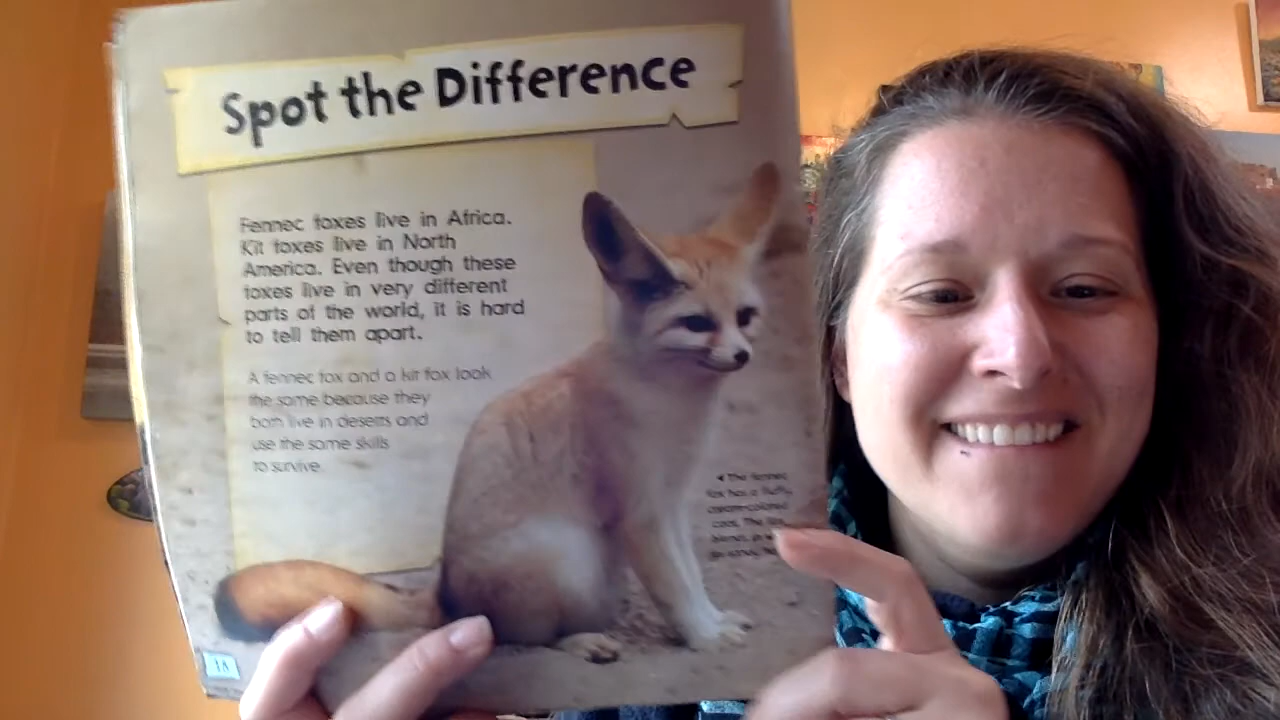 Spot the Difference
Fennec foxes live in Africa.
Kit foxes live in North
America. Even though these
foxes live in very different
parts of the world, it is hard
to tell them apart.
A fennec fox and a kit fox look
the same because they
both live in deserts and
use the same skills
to survive.
◄ The fennec
fox has a fluffy,
cream-colored
coat. The fox
blends
18